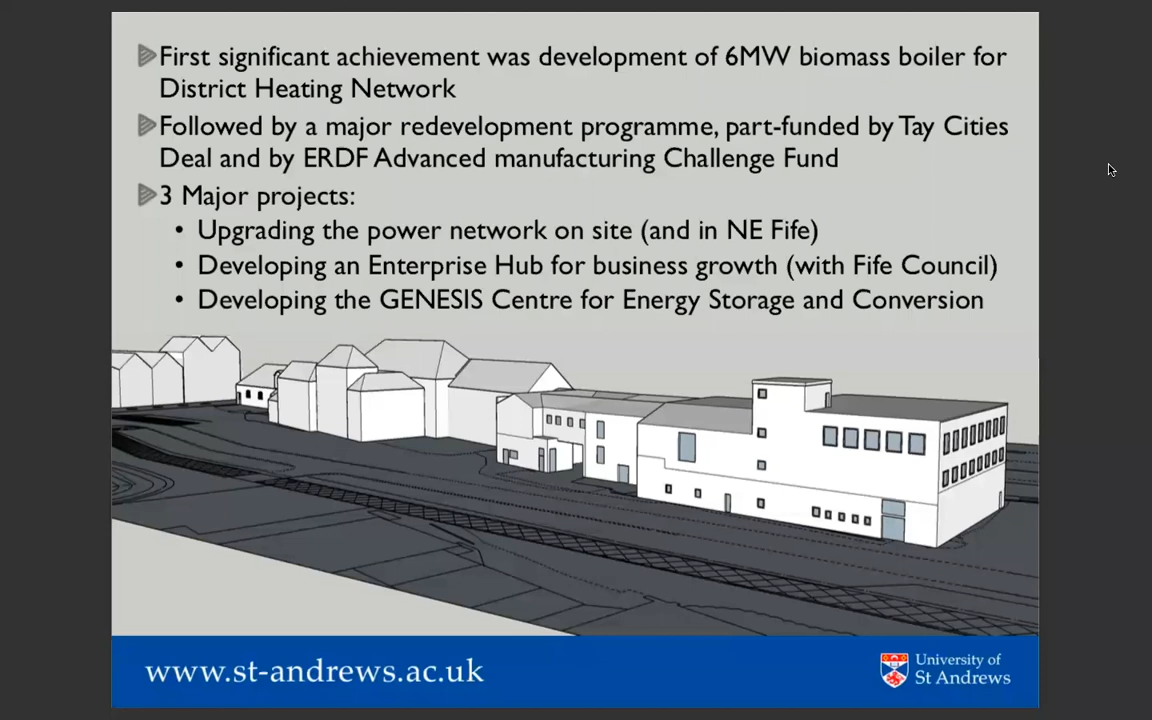 First significant achievement was development of 6MW biomass boiler for
District Heating Network
Followed by a major redevelopment programme, part-funded by Tay Cities
Deal and by ERDF Advanced manufacturing Challenge Fund
3 Major projects:
• Upgrading the power network on site (and in NE Fife)
• Developing an Enterprise Hub for business growth (with Fife Council)
• Developing the GENESIS Centre for Energy Storage and Conversion
www.st-andrews.ac.uk
University of
St Andrews